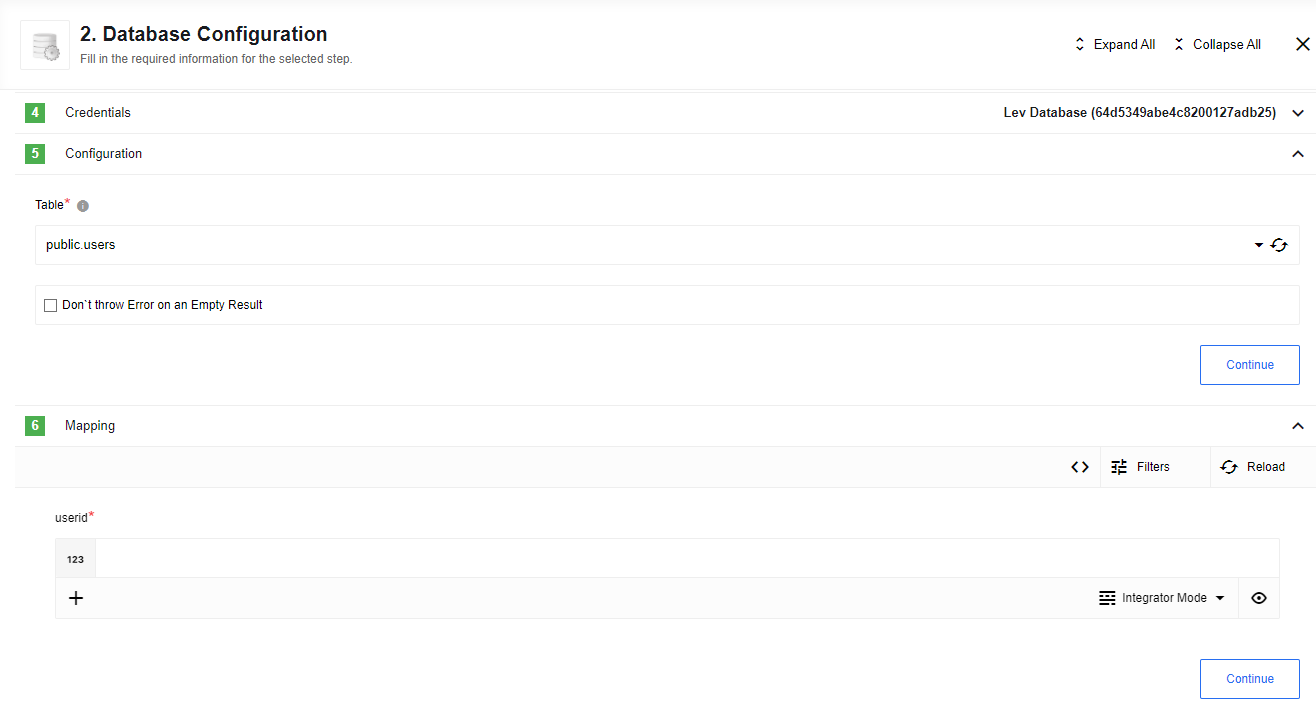 2. Database Configuration
Fill in the required information for the selected step.
Expand All
Collapse All
4 Credentials Lev Database (64d5349abe4c8200127adb25)
5 Configuration
Table*
public.users
Don`t throw Error on an Empty Result
Continue
6 Mapping
Filters
Reload
userid*
123
Integrator Mode
Continue